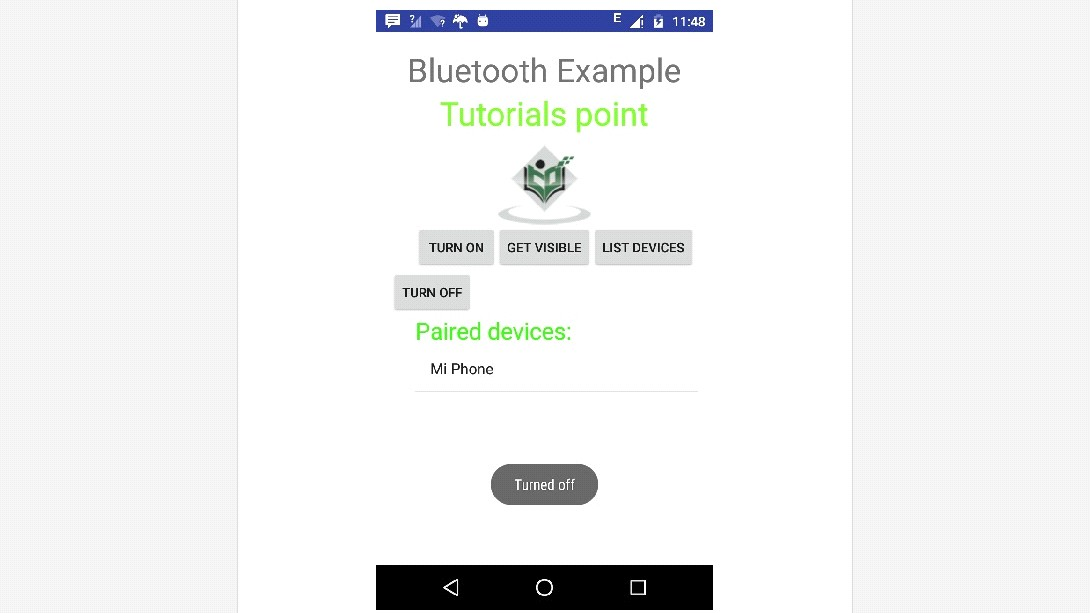 E 11:48
Bluetooth Example
Tutorials point
TURN ON GET VISIBLE LIST DEVICES
TURN OFF
Paired devices:
Mi Phone
Turned off